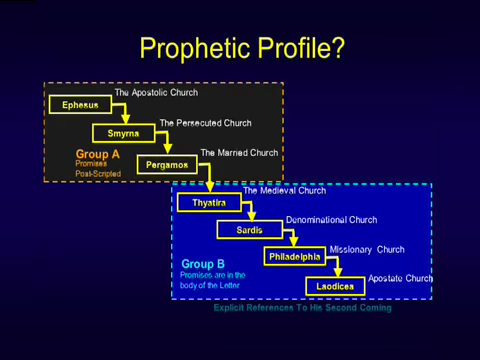 Prophetic Profile?
The Apostolic Church
Ephesus
The Persecuted Church
Smyrna
Group A
Promises
Post-Scripted
The Married Church
Pergamos
The Medieval Church
Thyatira
Denominational Church
Sardis
Missionary Church
Philadelphia
Group B
Promises are in the
body of the Letter
Apostate Church
Laodicea
Explicit References To His Second Coming